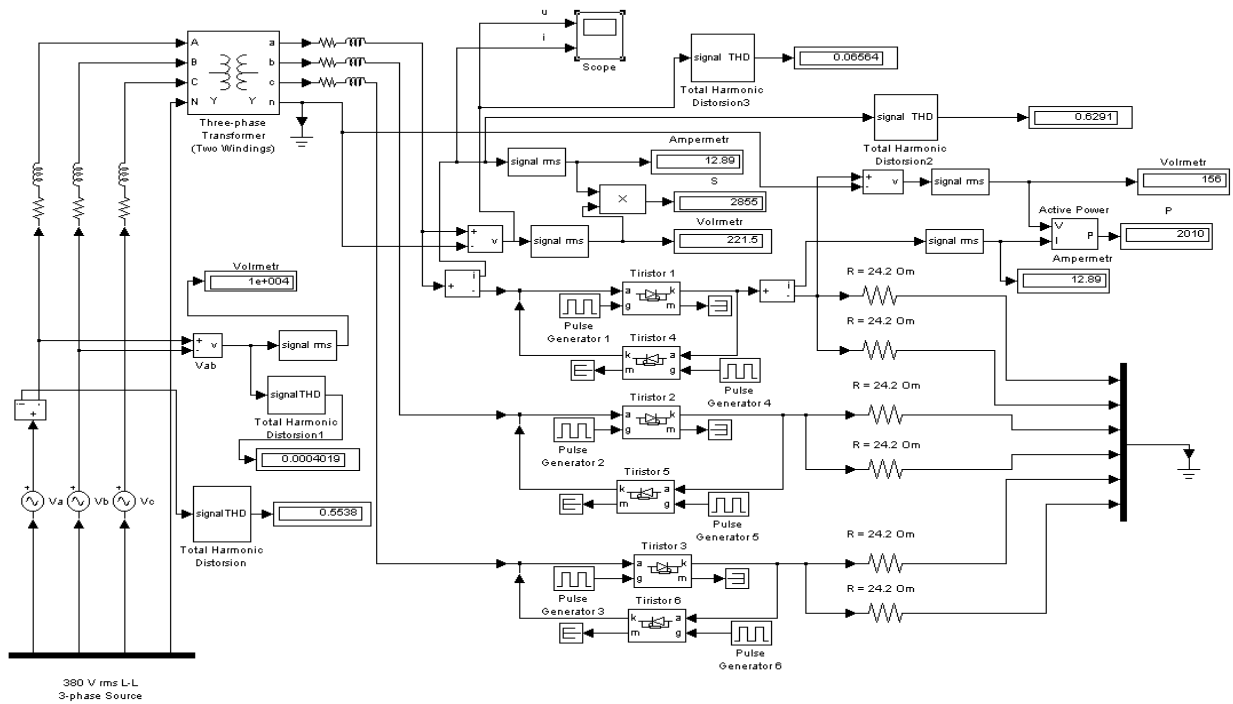 u
i
Scope
A
B
C
N
a
b
c
n
Y Y
Three-phase
Transformer
(Two Windings)
signal THD
Total Harmonic
Distorsion3
0.06564
signal THD
Total Harmonic
Distorsion2
0.6291
Ampermetr
signal rms
12.89
S
×
2855
Volrmetr
+
-
v
signal rms
221.5
+
-
v
signal rms
Volrmetr
156
Active Power
V
I
P
P
2010
signal rms
Ampermetr
12.89
+
i
-
Tiristor 1
a
g
k
m
Pulse
Generator 1
Tiristor 4
k
m
a
g
Pulse
Generator 4
+
i
-
R = 24.2 Om
R = 24.2 Om
Volrmetr
1e+004
+
-
v
Vab
signal rms
signalTHD
Total Harmonic
Distorsion1
0.0004019
i
-
+
+
Va
+
Vb
+
Vc
signalTHD
Total Harmonic
Distorsion
0.5538
Tiristor 2
a
g
k
m
Pulse
Generator 2
Tiristor 5
k
m
a
g
Pulse
Generator 5
R = 24.2 Om
R = 24.2 Om
Tiristor 3
a
g
k
m
Pulse
Generator 3
Tiristor 6
k
m
a
g
Pulse
Generator 6
R = 24.2 Om
R = 24.2 Om
380 V rms L-L
3-phase Source